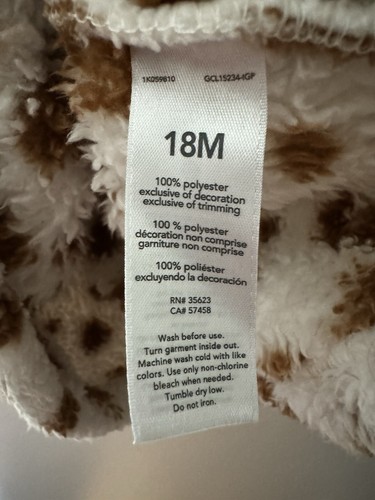 1K059810 GCL15234-IGP
18M
100% polyester
exclusive of decoration
exclusive of trimming
100 % polyester
décoration non comprise
garniture non comprise
100% poliéster
excluyendo la decoración
RN# 35623
CA# 57458
Wash before use.
Turn garment inside out.
Machine wash cold with like
colors. Use only non-chlorine
bleach when needed.
Tumble dry low.
Do not iron.